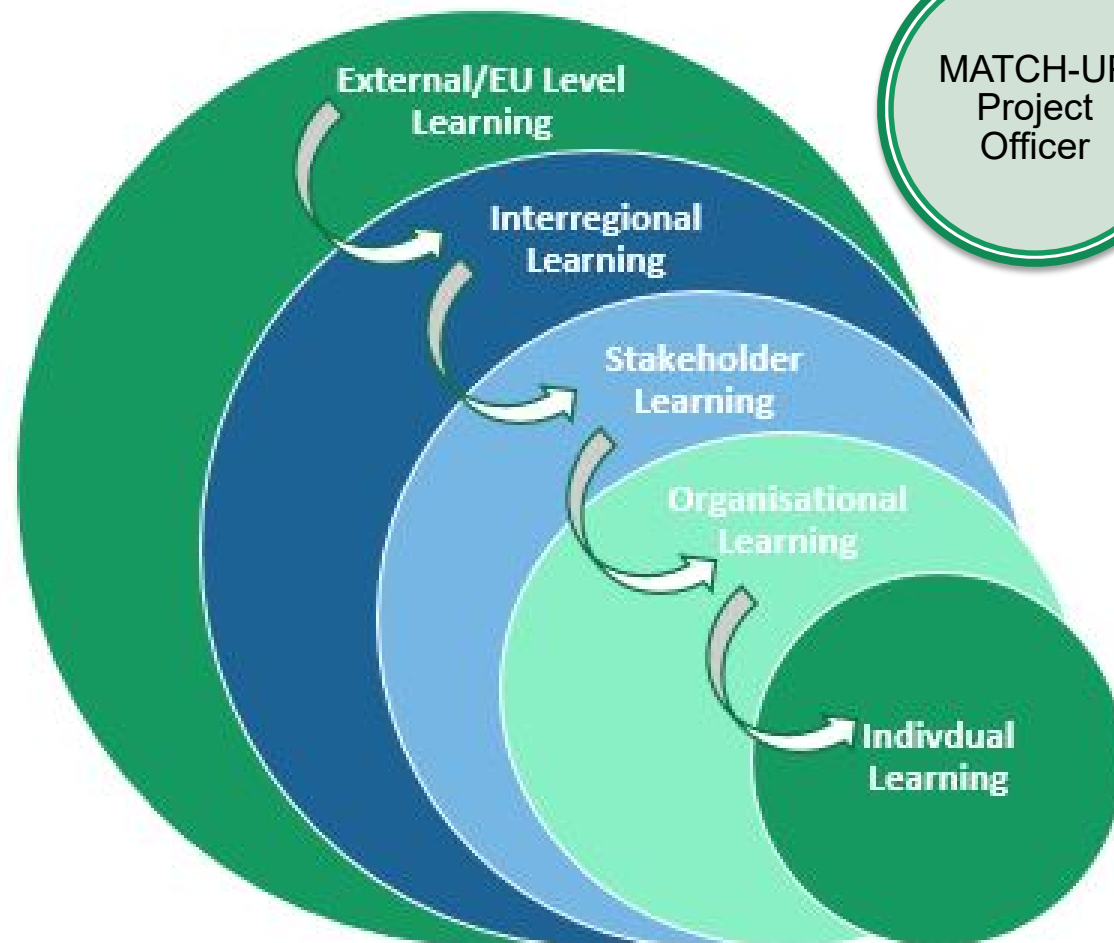 External/EU Level
Learning
MATCH-UP
Project
Officer
Interregional
Learning
Stakeholder
Learning
Organisational
Learning
Indivdual
Learning